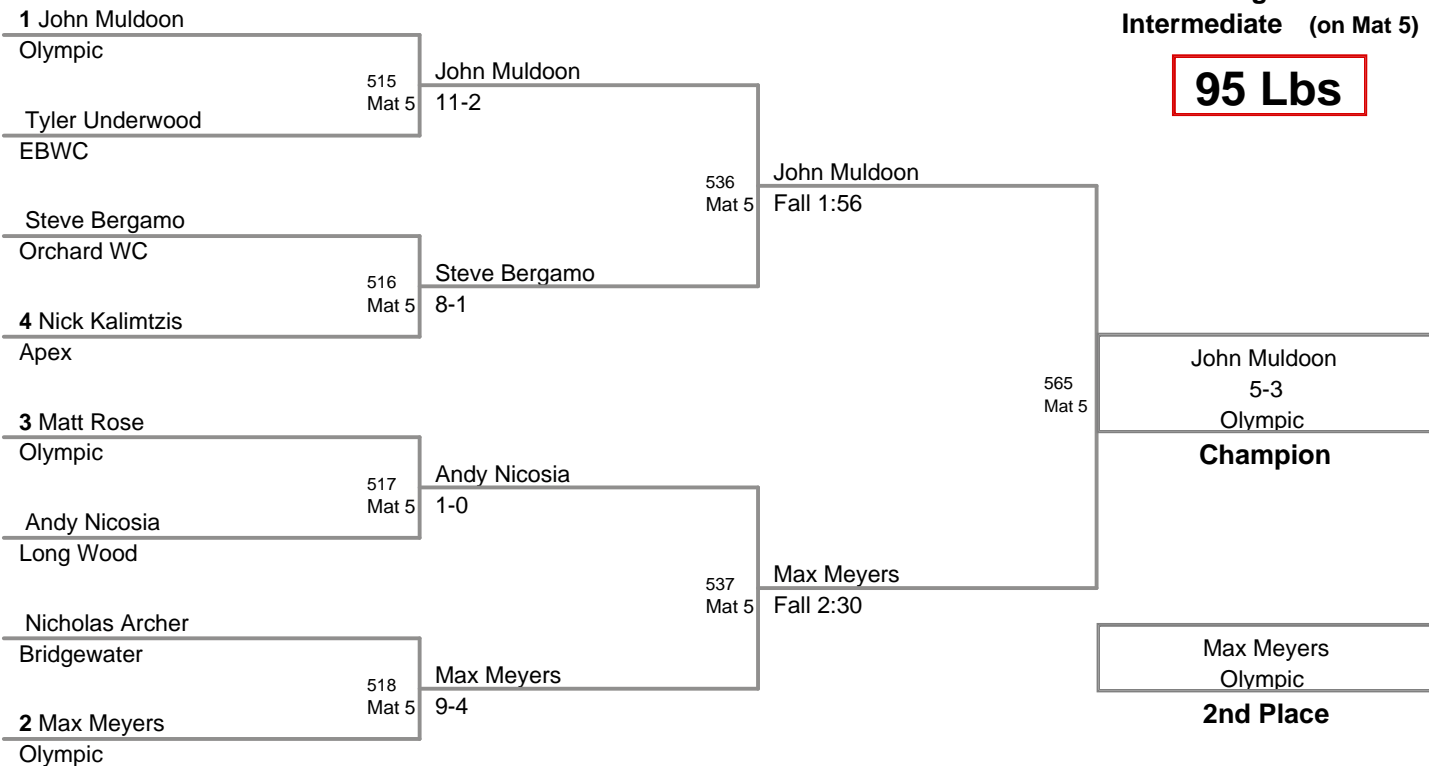 Intermediate (on Mat 5)
95 Lbs
1 John Muldoon
Olympic
515
Mat 5
Tyler Underwood
EBWC
John Muldoon
11-2
Steve Bergamo
Orchard WC
516
Mat 5
4 Nick Kalimtzis
Apex
Steve Bergamo
8-1
536
Mat 5
John Muldoon
Fall 1:56
3 Matt Rose
Olympic
517
Mat 5
Andy Nicosia
Long Wood
Andy Nicosia
1-0
Nicholas Archer
Bridgewater
518
Mat 5
2 Max Meyers
Olympic
Max Meyers
9-4
537
Mat 5
Max Meyers
Fall 2:30
565
Mat 5
John Muldoon
5-3
Olympic
Champion
Max Meyers
Olympic
2nd Place